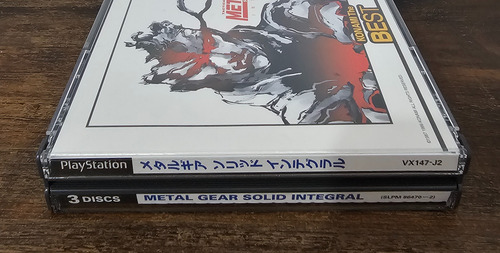 KONAMI THE
BEST
PlayStation
メタルギア ソリッド インテグラル
VX147-J2
3 DISCS
METAL GEAR SOLID INTEGRAL